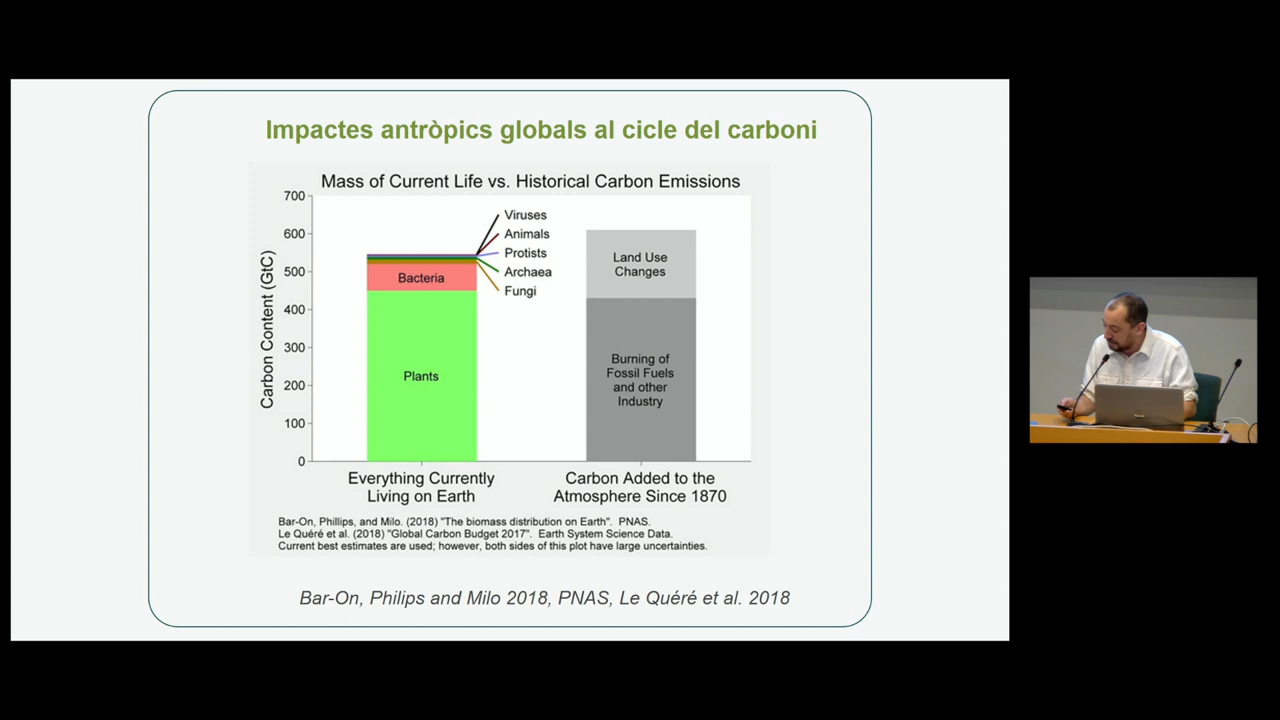 Impactes antròpics globals al cicle del carboni
Mass of Current Life vs. Historical Carbon Emissions
Carbon Content (GtC)
700
600
500
400
300
200
100
0
Viruses
Animals
Protists
Archaea
Fungi
Bacteria
Plants
Land Use
Changes
Burning of
Fossil Fuels
and other
Industry
Everything Currently
Living on Earth
Carbon Added to the
Atmosphere Since 1870
Bar-On, Phillips, and Milo. (2018) "The biomass distribution on Earth". PNAS.
Le Quéré et al. (2018) "Global Carbon Budget 2017". Earth System Science Data.
Current best estimates are used; however, both sides of this plot have large uncertainties.
Bar-On, Philips and Milo 2018, PNAS, Le Quéré et al. 2018